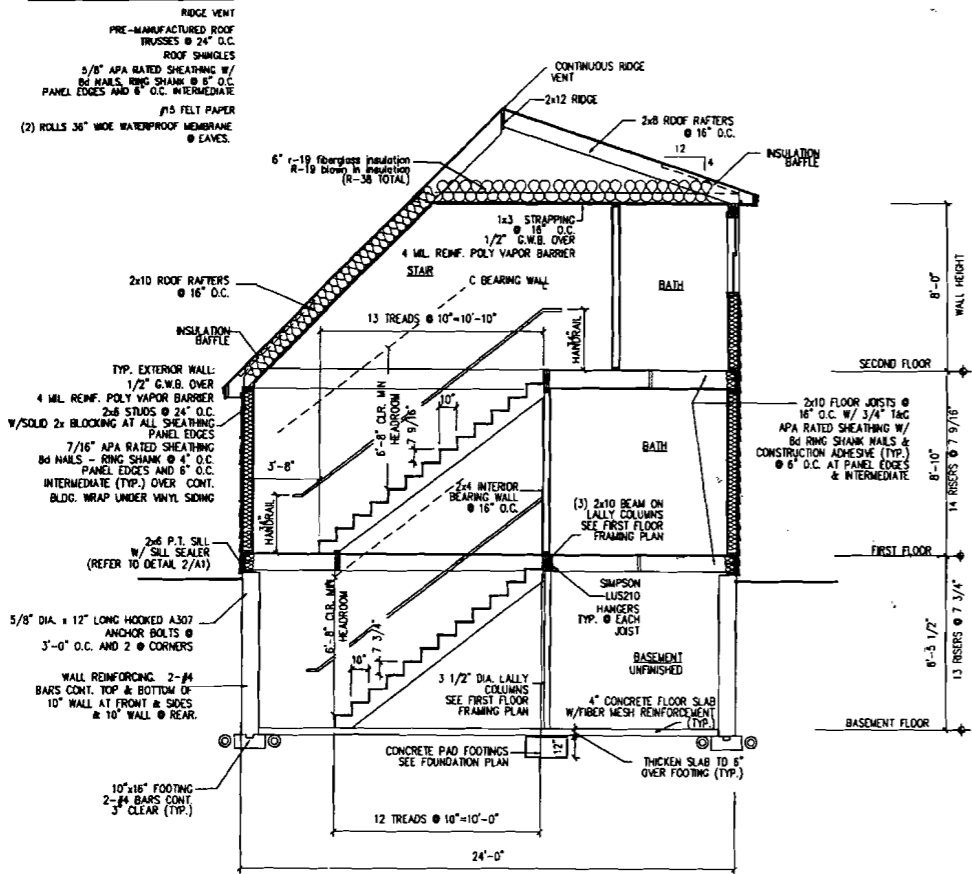 RIDGE VENT
PRE-MANUFACTURED ROOF
TRUSSES @ 24" O.C.
ROOF SHINGLES
5/8" APA RATED SHEATHING W/
8d NAILS, RING SHANK @ 6" O.C.
PANEL EDGES AND 6" O.C. INTERMEDIATE
#15 FELT PAPER
(2) ROLLS 36" WIDE WATERPROOF MEMBRANE
@ EAVES.
CONTINUOUS RIDGE
VENT
2x12 RIDGE
2x8 ROOF RAFTERS
@ 16" O.C.
12
4
INSULATION
BAFFLE
6" r-19 fiberglass insulation
R-19 blown in insulation
(R-38 TOTAL)
1x3 STRAPPING
@ 16" O.C.
1/2" G.W.B. OVER
4 MIL. REINF. POLY VAPOR BARRIER
STAIR
C BEARING WALL
BATH
2x10 ROOF RAFTERS
@ 16" O.C.
13 TREADS @ 10"=10'-10"
HANDRAIL
8'-0"
WALL HEIGHT
INSULATION
BAFFLE
SECOND FLOOR
TYP. EXTERIOR WALL:
1/2" G.W.B. OVER
4 MIL. REINF. POLY VAPOR BARRIER
2x6 STUDS @ 24" O.C.
W/SOLID 2x BLOCKING AT ALL SHEATHING
PANEL EDGES
7/16" APA RATED SHEATHING
8d NAILS - RING SHANK @ 4" O.C.
PANEL EDGES AND 6" O.C.
INTERMEDIATE (TYP.) OVER CONT.
BLDG. WRAP UNDER VINYL SIDING
6'-8" CLR. MIN
HEADROOM
10"
7 9/16"
3'-8"
34"
HANDRAIL
2x4 INTERIOR
BEARING WALL
@ 16" O.C.
BATH
2x10 FLOOR JOISTS @
16" O.C. W/ 3/4" T&G
APA RATED SHEATHING W/
8d RING SHANK NAILS &
CONSTRUCTION ADHESIVE (TYP.)
@ 6" O.C. AT PANEL EDGES
& INTERMEDIATE
8'-10"
14 RISERS @ 7 9/16"
(3) 2x10 BEAM ON
LALLY COLUMNS
SEE FIRST FLOOR
FRAMING PLAN
2x6 P.T. SILL
W/ SILL SEALER
(REFER TO DETAIL 2/A1)
FIRST FLOOR
SIMPSON
LUS210
HANGERS
TYP. @ EACH
JOIST
5/8" DIA. x 12" LONG HOOKED A307
ANCHOR BOLTS @
3'-0" O.C. AND 2 @ CORNERS
6'-8" CLR. MIN
HEADROOM
10"
7 3/4"
BASEMENT
UNFINISHED
8'-5 1/2"
13 RISERS @ 7 3/4"
WALL REINFORCING. 2-#4
BARS CONT. TOP & BOTTOM OF
10" WALL AT FRONT & SIDES
& 10" WALL @ REAR.
3 1/2" DIA. LALLY
COLUMNS
SEE FIRST FLOOR
FRAMING PLAN
4" CONCRETE FLOOR SLAB
W/FIBER MESH REINFORCEMENT
(TYP.)
BASEMENT FLOOR
CONCRETE PAD FOOTINGS
SEE FOUNDATION PLAN
12"
THICKEN SLAB TO 6"
OVER FOOTING (TYP.)
10"x16" FOOTING
2-#4 BARS CONT.
3" CLEAR (TYP.)
12 TREADS @ 10"=10'-0"
24'-0"